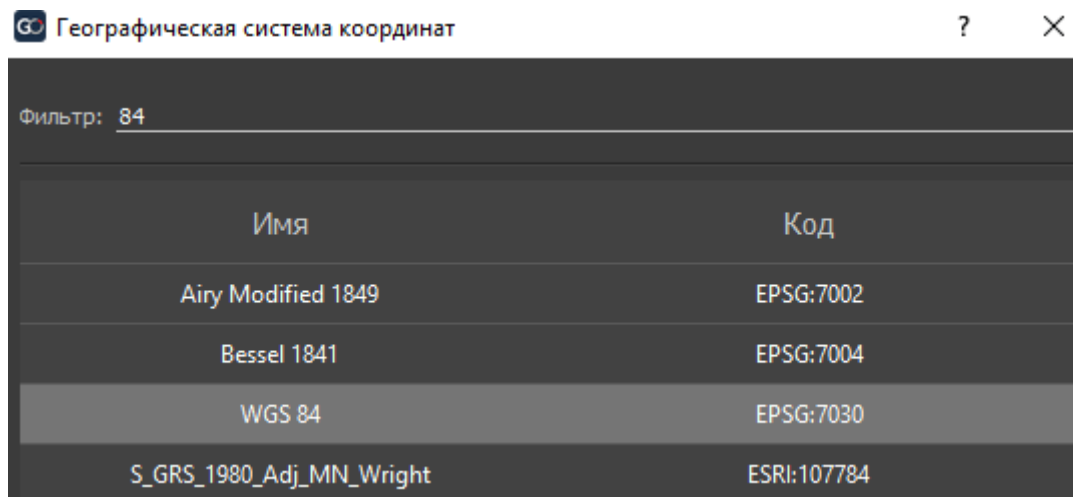 Географическая система координат ?
Фильтр: 84
Имя Код
Airy Modified 1849 EPSG:7002
Bessel 1841 EPSG:7004
WGS 84 EPSG:7030
S_GRS_1980_Adj_MN_Wright ESRI:107784